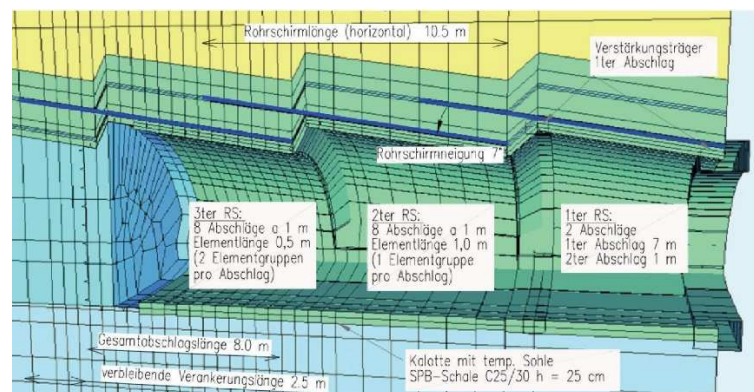 Rohrschirmlänge (horizontal) 10.5 m
Verstärkungsträger
1ter Abschlag
Rohrschirmneigung 7°
3ter RS:
8 Abschläge a 1 m
Elementlänge 0,5 m
(2 Elementgruppen
pro Abschlag)
2ter RS:
8 Abschläge a 1 m
Elementlänge 1,0 m
(1 Elementgruppe
pro Abschlag)
1ter RS:
2 Abschläge
1ter Abschlag 7 m
2ter Abschlag 1 m
Gesamtabschlagslänge 8.0 m
verbleibende Verankerungslänge 2.5 m
Kalotte mit temp. Sohle
SPB-Schale C25/30 h = 25 cm